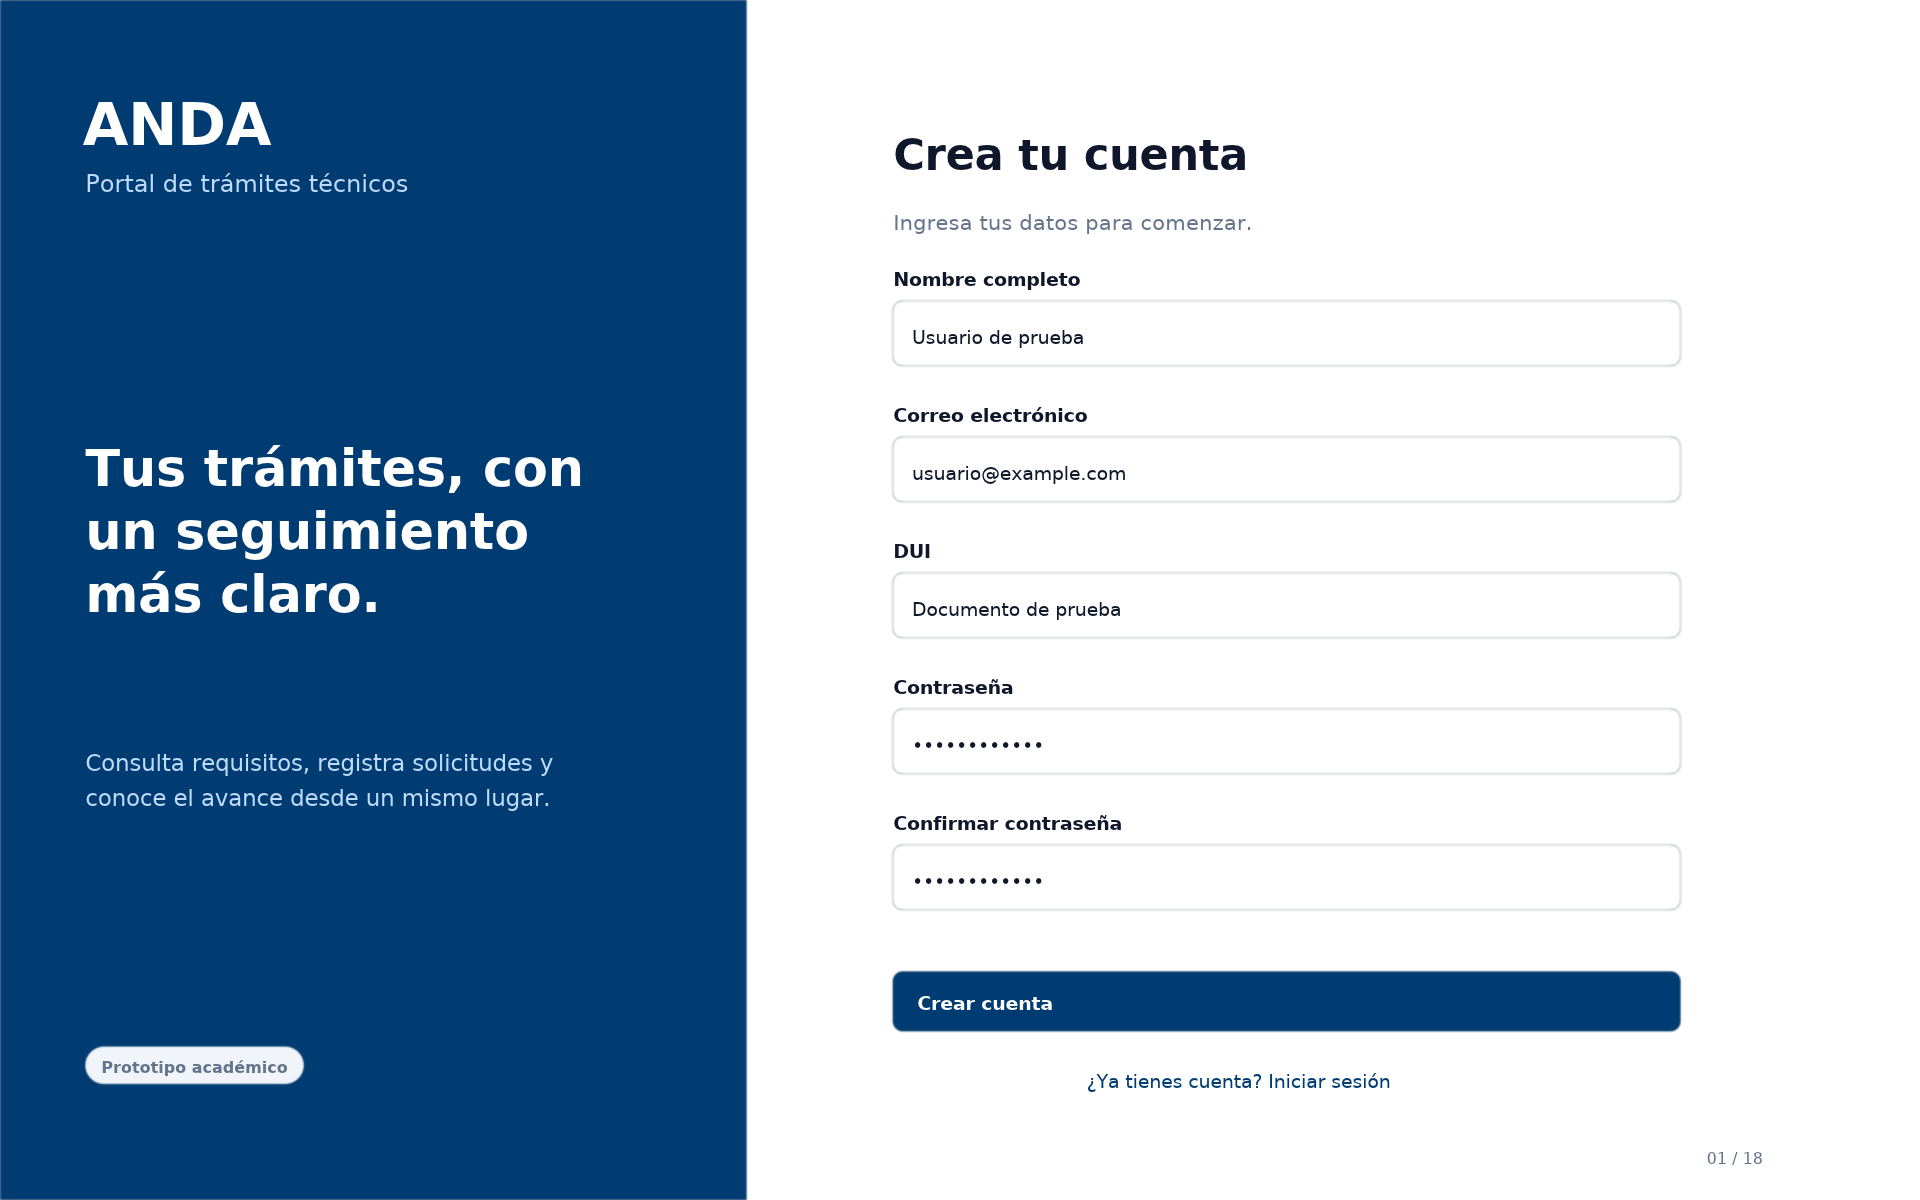 ANDA
Portal de trámites técnicos
Tus trámites, con
un seguimiento
más claro.
Consulta requisitos, registra solicitudes y
conoce el avance desde un mismo lugar.
Prototipo académico
Crea tu cuenta
Ingresa tus datos para comenzar.
Nombre completo
Usuario de prueba
Correo electrónico
usuario@example.com
DUI
Documento de prueba
Contraseña
••••••••••••
Confirmar contraseña
••••••••••••
Crear cuenta
¿Ya tienes cuenta? Iniciar sesión
01 / 18